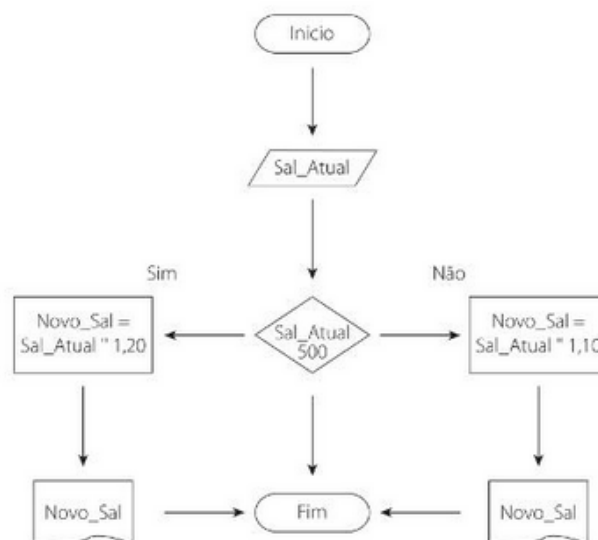 Inicio
Sal_Atual
Sim
Não
Novo_Sal =
Sal_Atual " 1,20
Sal_Atual
500
Novo_Sal =
Sal_Atual " 1,10
Novo_Sal
Fim
Novo_Sal